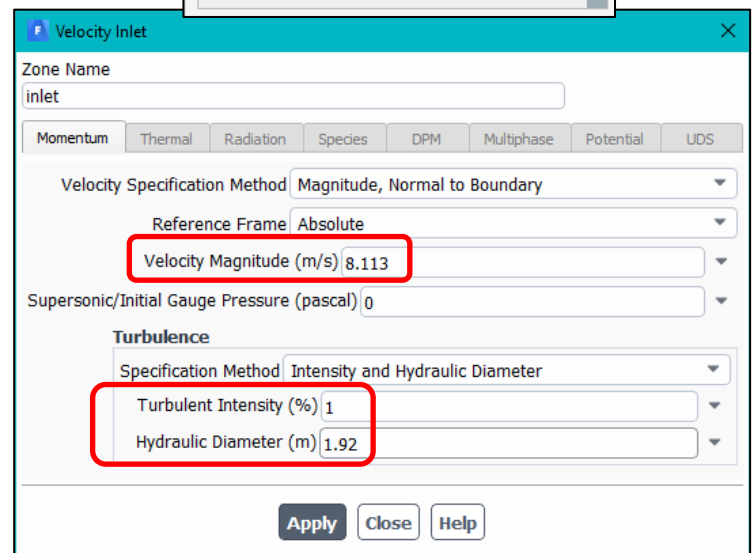 F Velocity Inlet
Zone Name
inlet
Momentum Thermal Radiation Species DPM Multiphase Potential UDS
Velocity Specification Method Magnitude, Normal to Boundary
Reference Frame Absolute
Velocity Magnitude (m/s) 8.113
Supersonic/Initial Gauge Pressure (pascal) 0
Turbulence
Specification Method Intensity and Hydraulic Diameter
Turbulent Intensity (%) 1
Hydraulic Diameter (m) 1.92
Apply Close Help